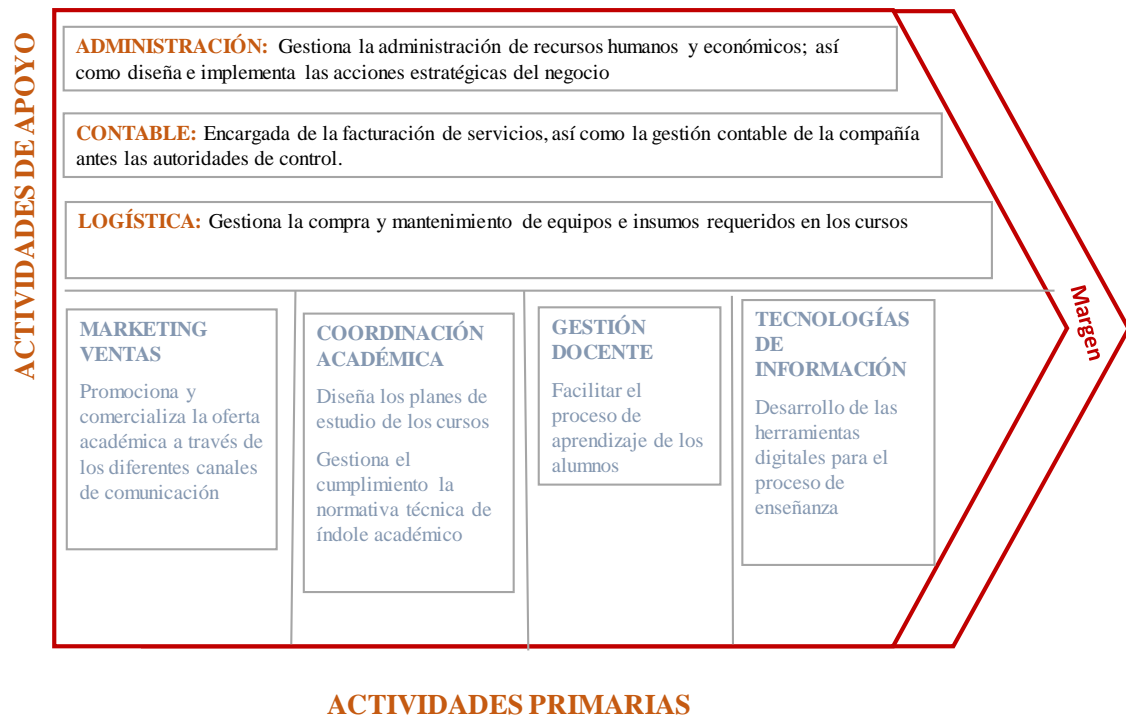 ACTIVIDADES DE APOYO
ADMINISTRACIÓN: Gestiona la administración de recursos humanos y económicos; así
como diseña e implementa las acciones estratégicas del negocio
CONTABLE: Encargada de la facturación de servicios, así como la gestión contable de la compañía
antes las autoridades de control.
LOGÍSTICA: Gestiona la compra y mantenimiento de equipos e insumos requeridos en los cursos
MARKETING
VENTAS
Promociona y
comercializa la oferta
académica a través de
los diferentes canales
de comunicación
COORDINACIÓN
ACADÉMICA
Diseña los planes de
estudio de los cursos
Gestiona el
cumplimiento la
normativa técnica de
índole académico
GESTIÓN
DOCENTE
Facilitar el
proceso de
aprendizaje de los
alumnos
TECNOLOGÍAS
DE
INFORMACIÓN
Desarrollo de las
herramientas
digitales para el
proceso de
enseñanza
Margen
ACTIVIDADES PRIMARIAS